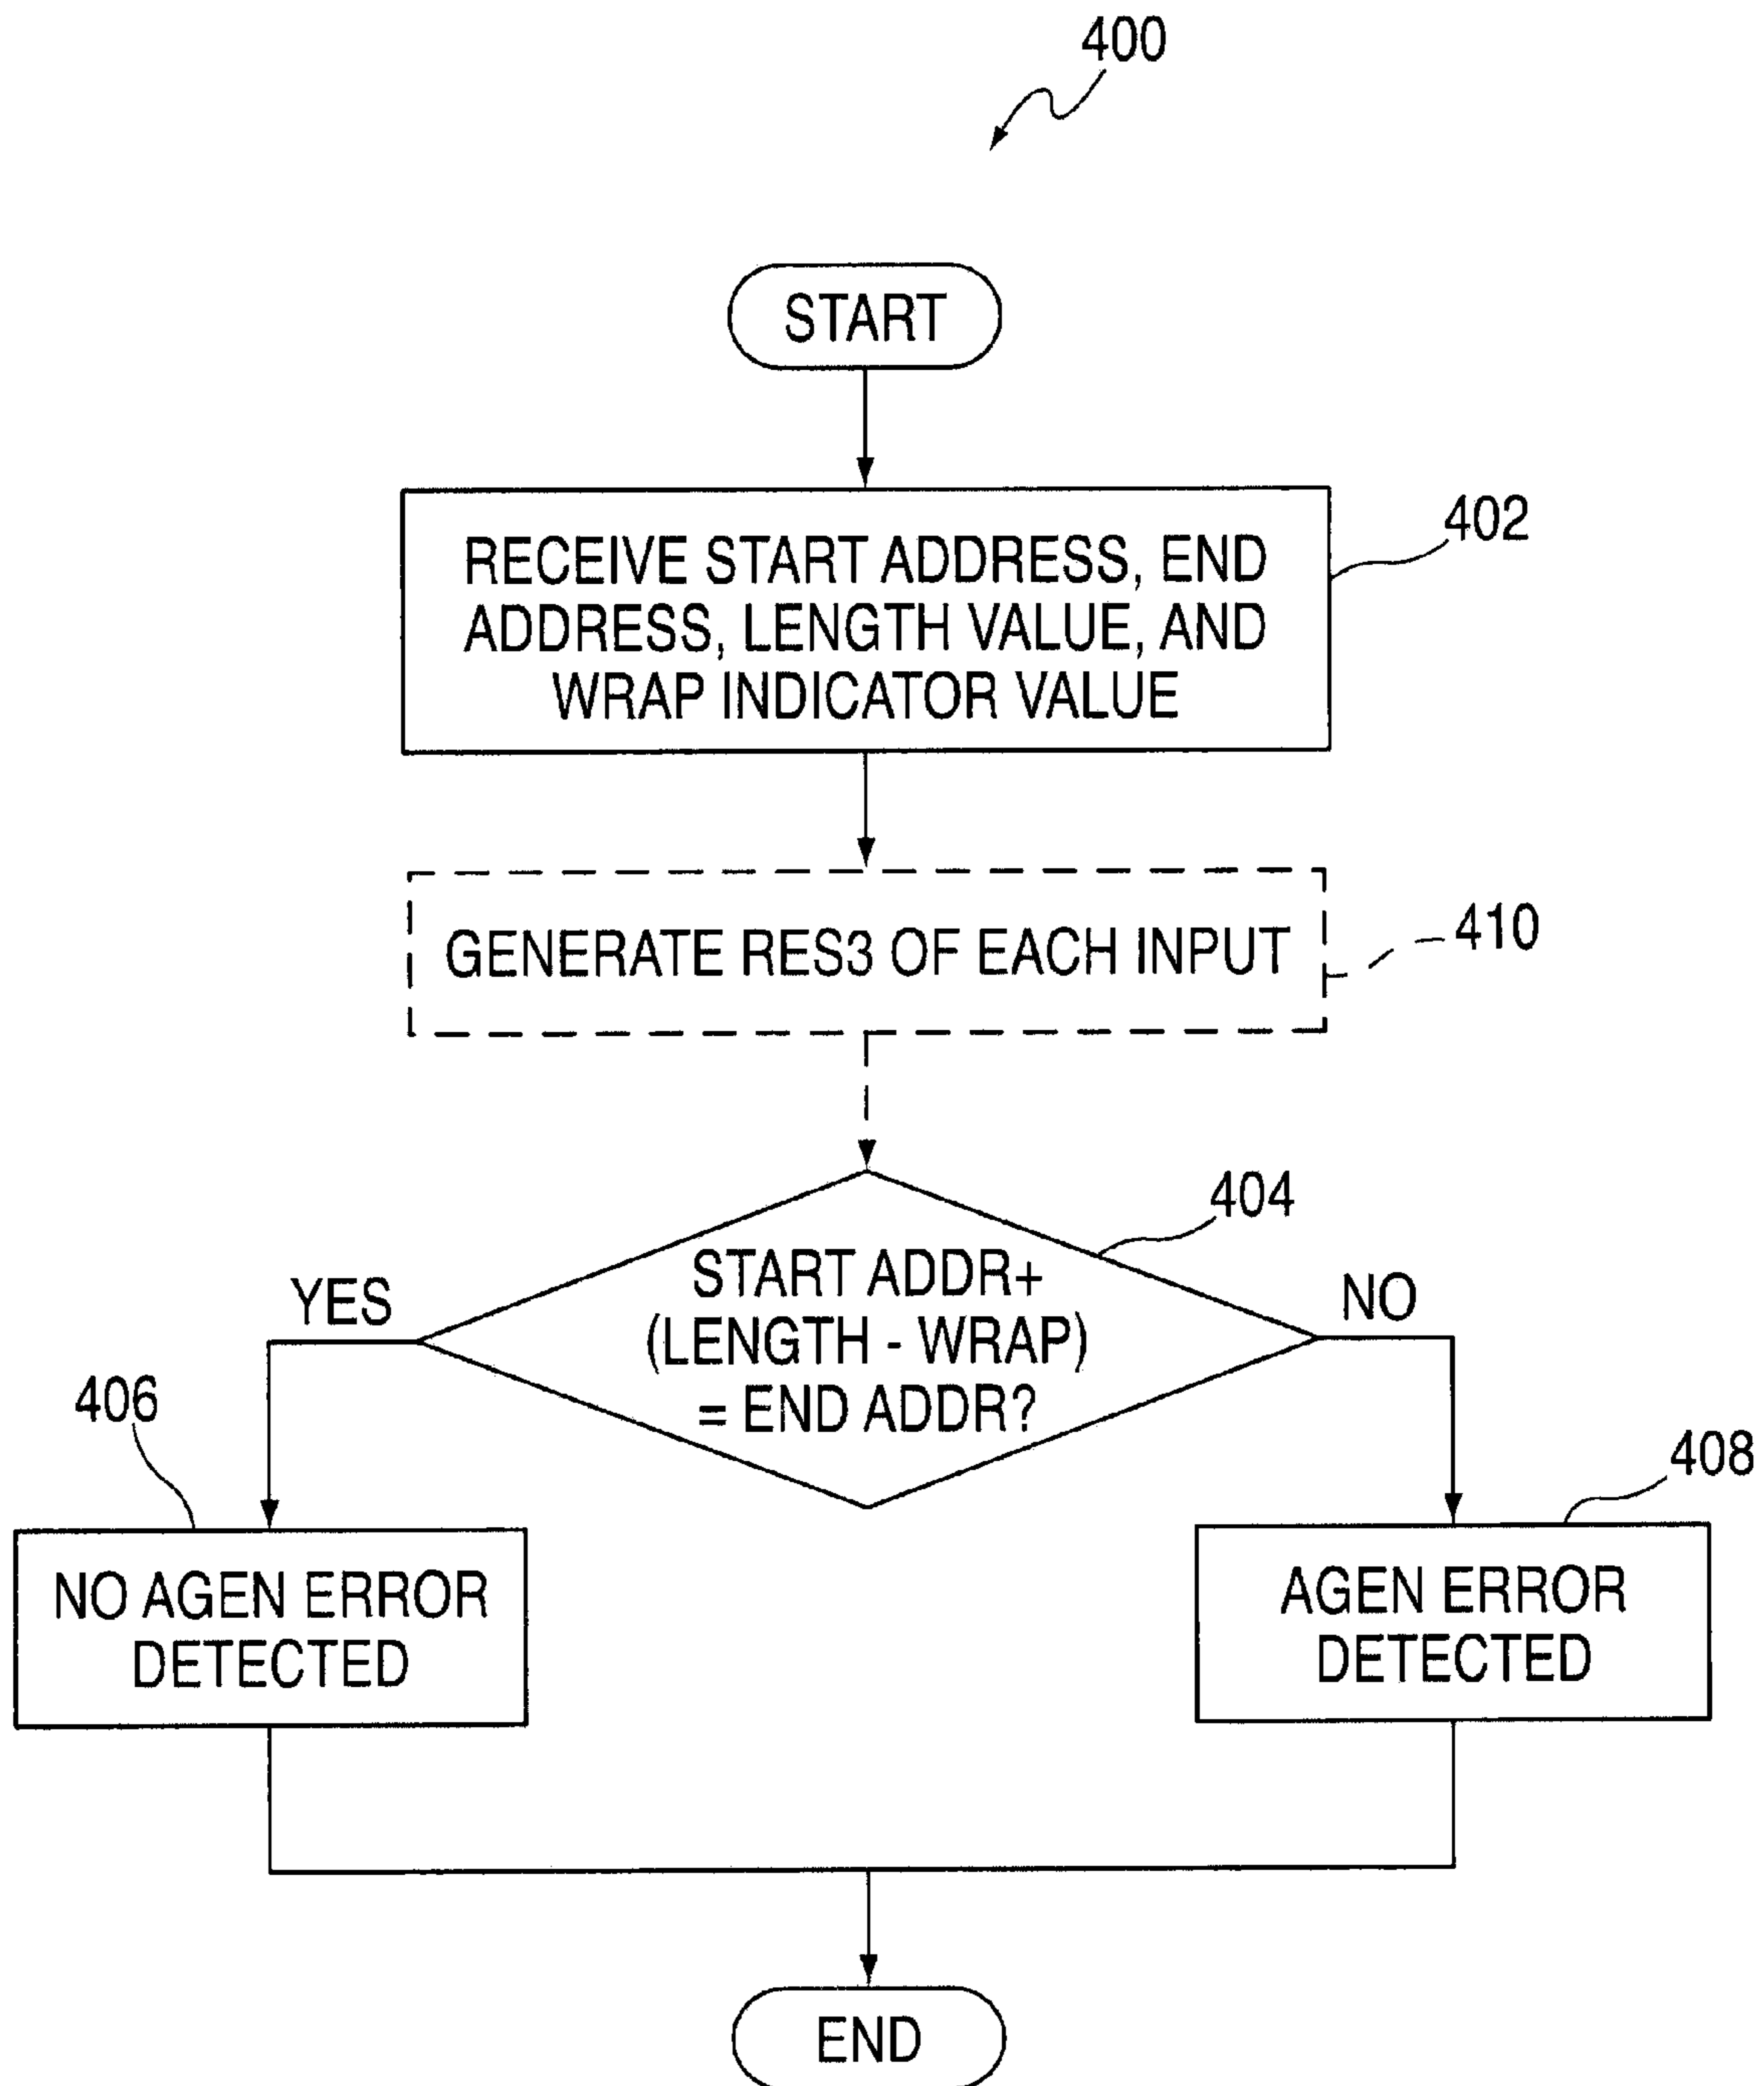 400
START
RECEIVE START ADDRESS, END
ADDRESS, LENGTH VALUE, AND
WRAP INDICATOR VALUE
402
GENERATE RES3 OF EACH INPUT
410
START ADDR+
(LENGTH - WRAP)
= END ADDR?
404
YES
NO
406
408
NO AGEN ERROR
DETECTED
AGEN ERROR
DETECTED
END